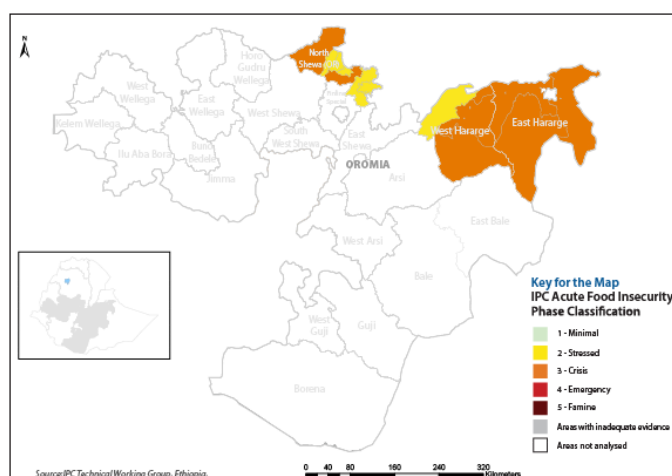 N
North
Shewa (OR)
Horo
Gudru
Wellega
West
Wellega
East
Wellega
Kelem Wellega
West Shewa
Special
Buno
Bedele
South
West Shewa
East
Shewa
West Hararge
East Hararge
Ilu Aba Bora
OROMIA
Jimma
Arsi
East Bale
West Arsi
Bale
West
Guji
Guji
Borena
Key for the Map
IPC Acute Food Insecurity
Phase Classification
1 - Minimal
2 - Stressed
3 - Crisis
4 - Emergency
5 - Famine
Areas with inadequate evidence
Areas not analysed
0 40 80 160 240 320
Kilometers
Source: IPC Technical Working Group, Ethiopia.